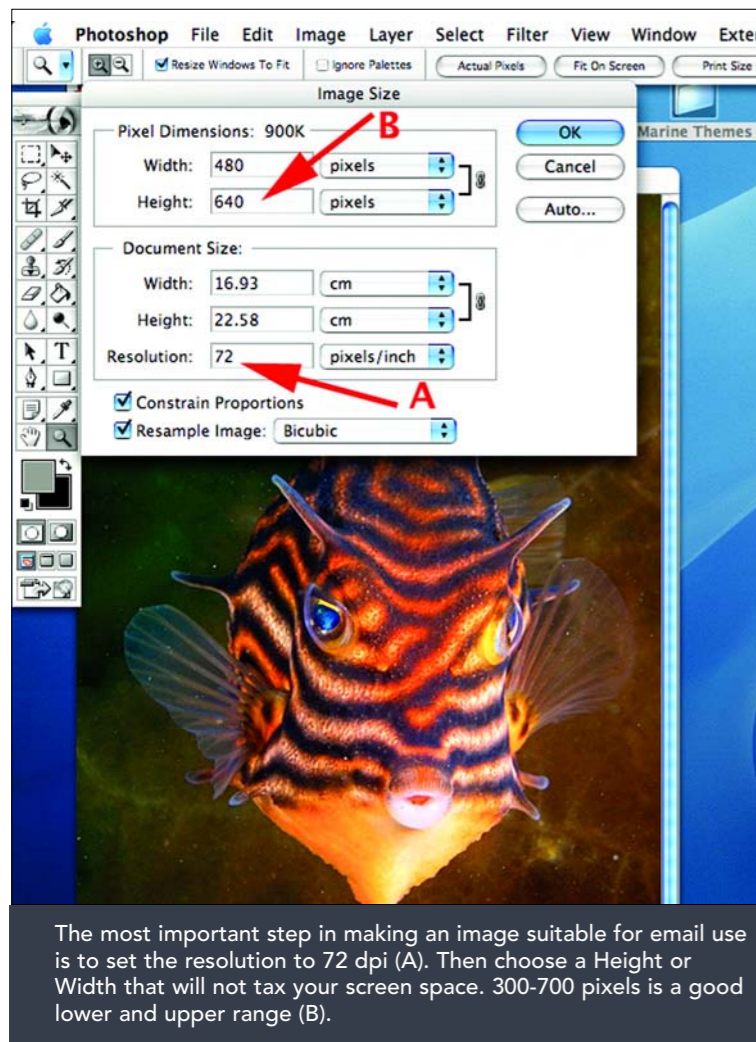 Photoshop File Edit Image Layer Select Filter View Window Exte
Resize Windows To Fit Ignore Palettes Actual Pixels Fit On Screen Print Size
Image Size
Marine Themes
Pixel Dimensions: 900K
B
OK
Width: 480 pixels
Cancel
Height: 640 pixels
Auto...
Document Size:
Width: 16.93 cm
Height: 22.58 cm
Resolution: 72 pixels/inch
A
Constrain Proportions
Resample Image: Bicubic
T
The most important step in making an image suitable for email use
is to set the resolution to 72 dpi (A). Then choose a Height or
Width that will not tax your screen space. 300-700 pixels is a good
lower and upper range (B).